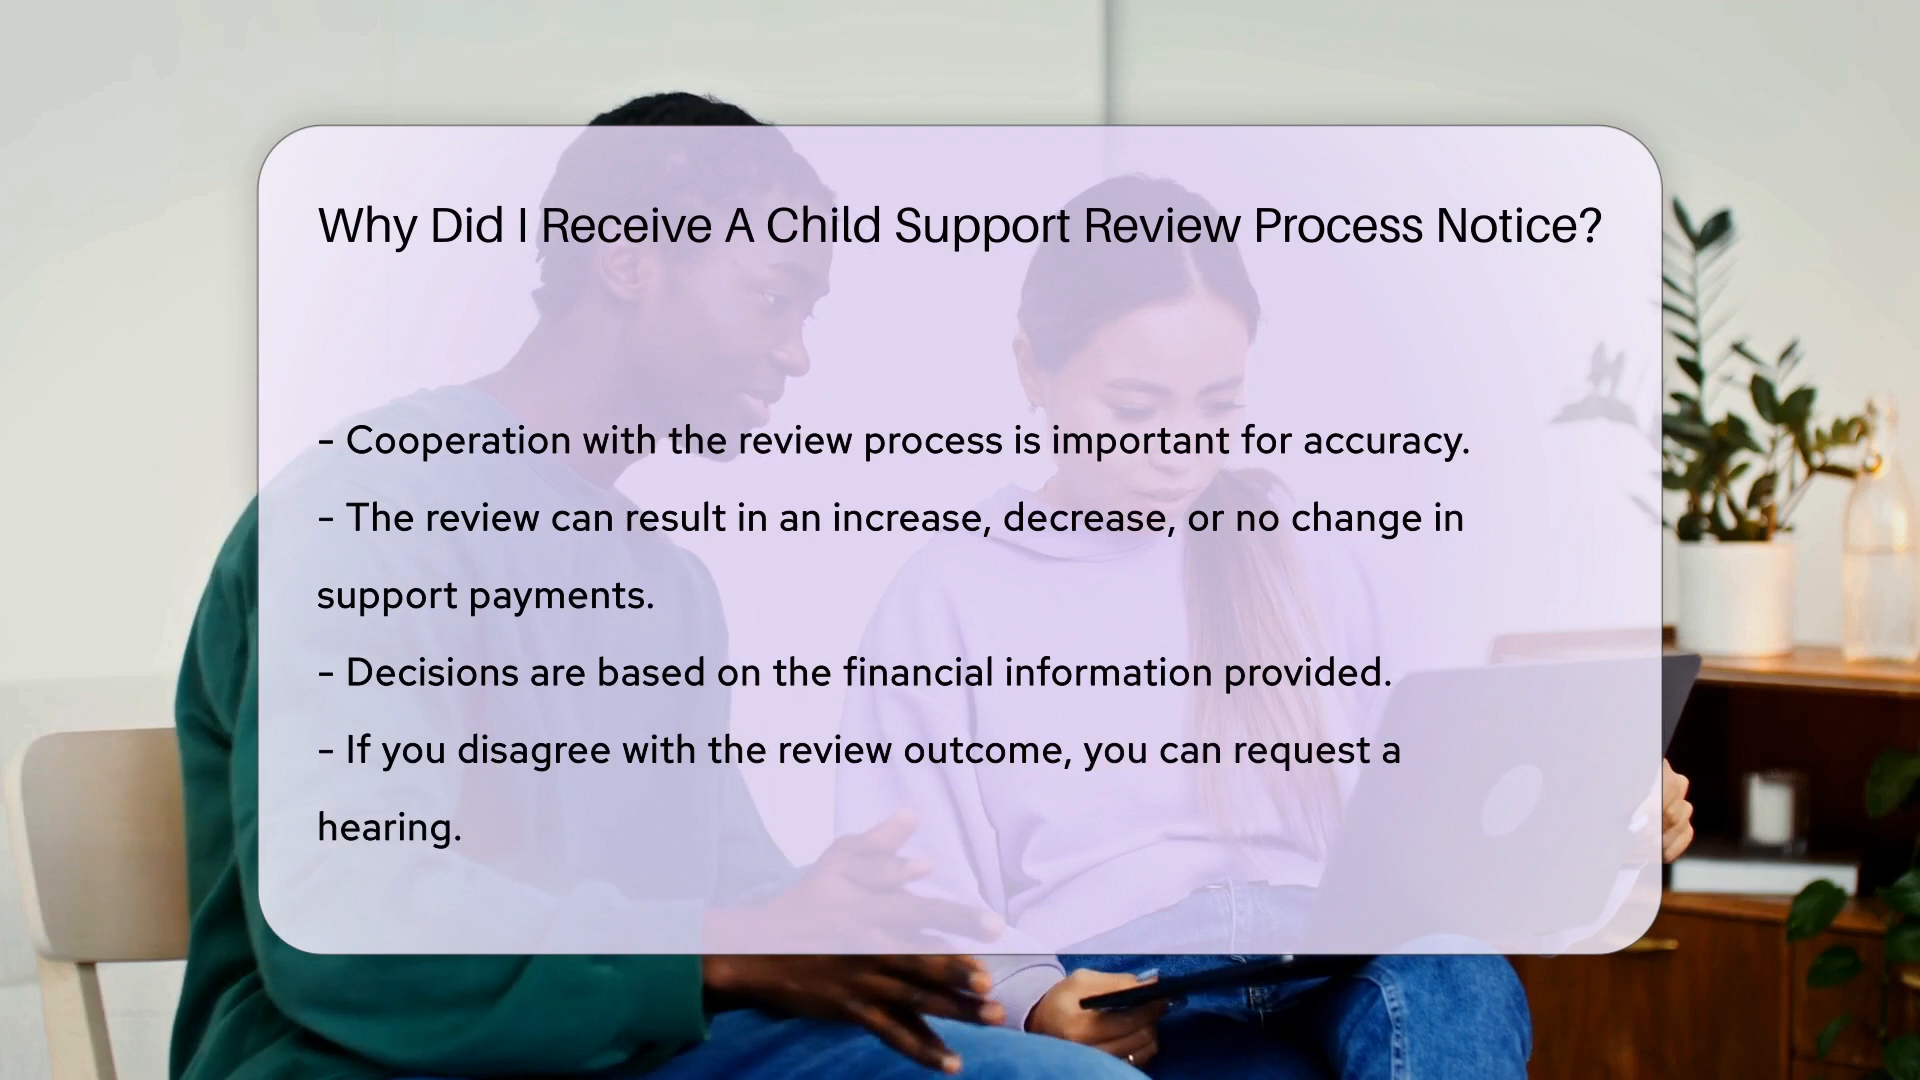 Why Did I Receive A Child Support Review Process Notice?
- Cooperation with the review process is important for accuracy.
- The review can result in an increase, decrease, or no change in
support payments.
- Decisions are based on the financial information provided.
- If you disagree with the review outcome, you can request a
hearing.